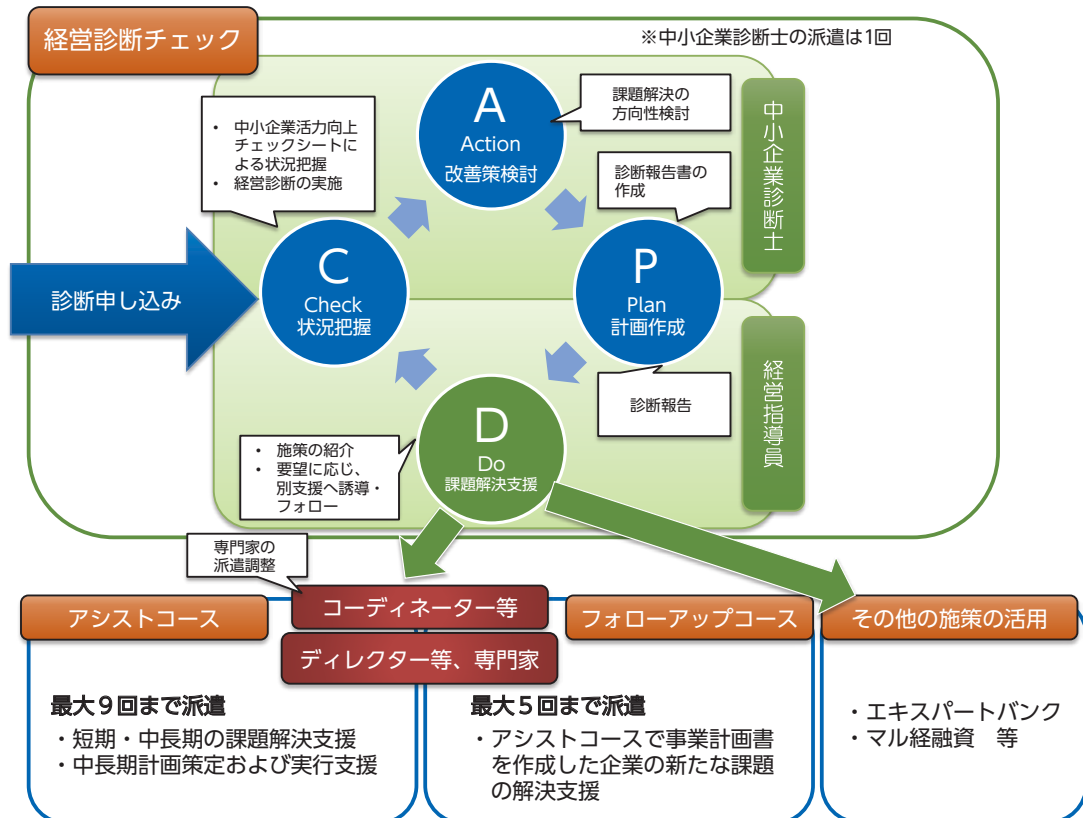 経営診断チェック
※中小企業診断士の派遣は1回
A
Action
改善策検討
課題解決の
方向性検討
・ 中小企業活力向上
チェックシートに
よる状況把握
・ 経営診断の実施
診断報告書の
作成
中小企業診断士
診断申し込み
C
Check
状況把握
P
Plan
計画作成
診断報告
経営指導員
D
Do
課題解決支援
・ 施策の紹介
・ 要望に応じ、
別支援へ誘導・
フォロー
専門家の
派遣調整
アシストコース
コーディネーター等
ディレクター等、専門家
フォローアップコース
その他の施策の活用
最大９回まで派遣
・短期・中長期の課題解決支援
・中長期計画策定および実行支援
最大５回まで派遣
・アシストコースで事業計画書
を作成した企業の新たな課題
の解決支援
・エキスパートバンク
・マル経融資　等